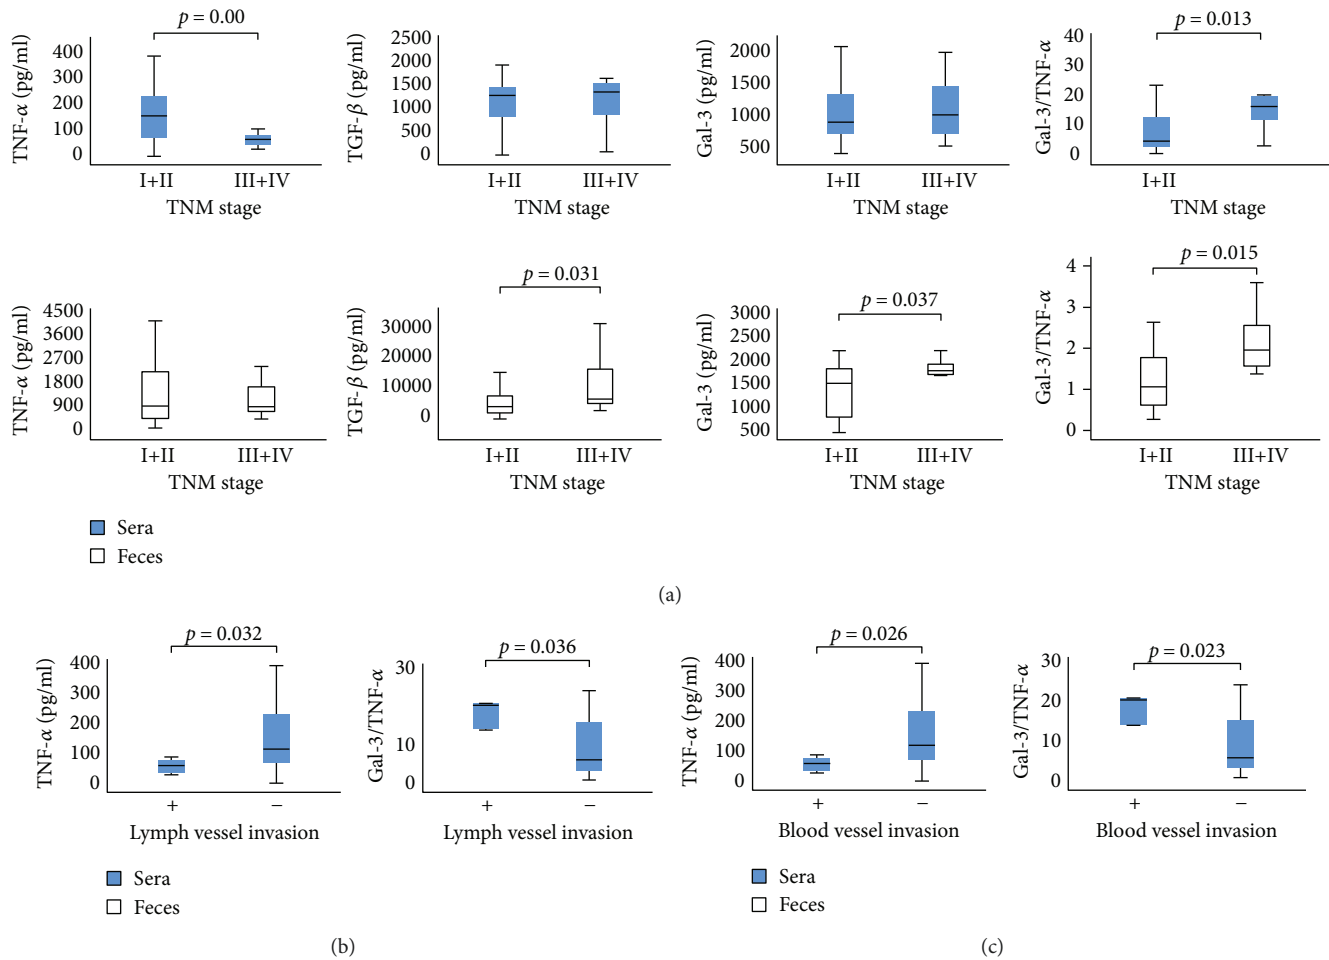 p = 0.00
TNF-α (pg/ml)
400
300
200
100
0
I+II III+IV
TNM stage
TGF-β (pg/ml)
2500
2000
1500
1000
500
0
I+II III+IV
TNM stage
Gal-3 (pg/ml)
2000
1500
1000
500
I+II III+IV
TNM stage
p = 0.013
Gal-3/TNF-α
40
30
20
10
0
I+II
TNM stage
TNF-α (pg/ml)
4500
3600
2700
1800
900
0
I+II III+IV
TNM stage
p = 0.031
TGF-β (pg/ml)
30000
20000
10000
0
I+II III+IV
TNM stage
p = 0.037
Gal-3 (pg/ml)
3000
2500
2000
1500
1000
500
I+II III+IV
TNM stage
p = 0.015
Gal-3/TNF-α
4
3
2
1
0
I+II III+IV
TNM stage
Sera
Feces
(a)
p = 0.032
TNF-α (pg/ml)
400
300
200
100
0
+ −
Lymph vessel invasion
p = 0.036
Gal-3/TNF-α
30
10
0
+ −
Lymph vessel invasion
Sera
Feces
(b)
p = 0.026
TNF-α (pg/ml)
400
300
200
100
0
+ −
Blood vessel invasion
p = 0.023
Gal-3/TNF-α
30
20
10
0
+ −
Blood vessel invasion
Sera
Feces
(c)